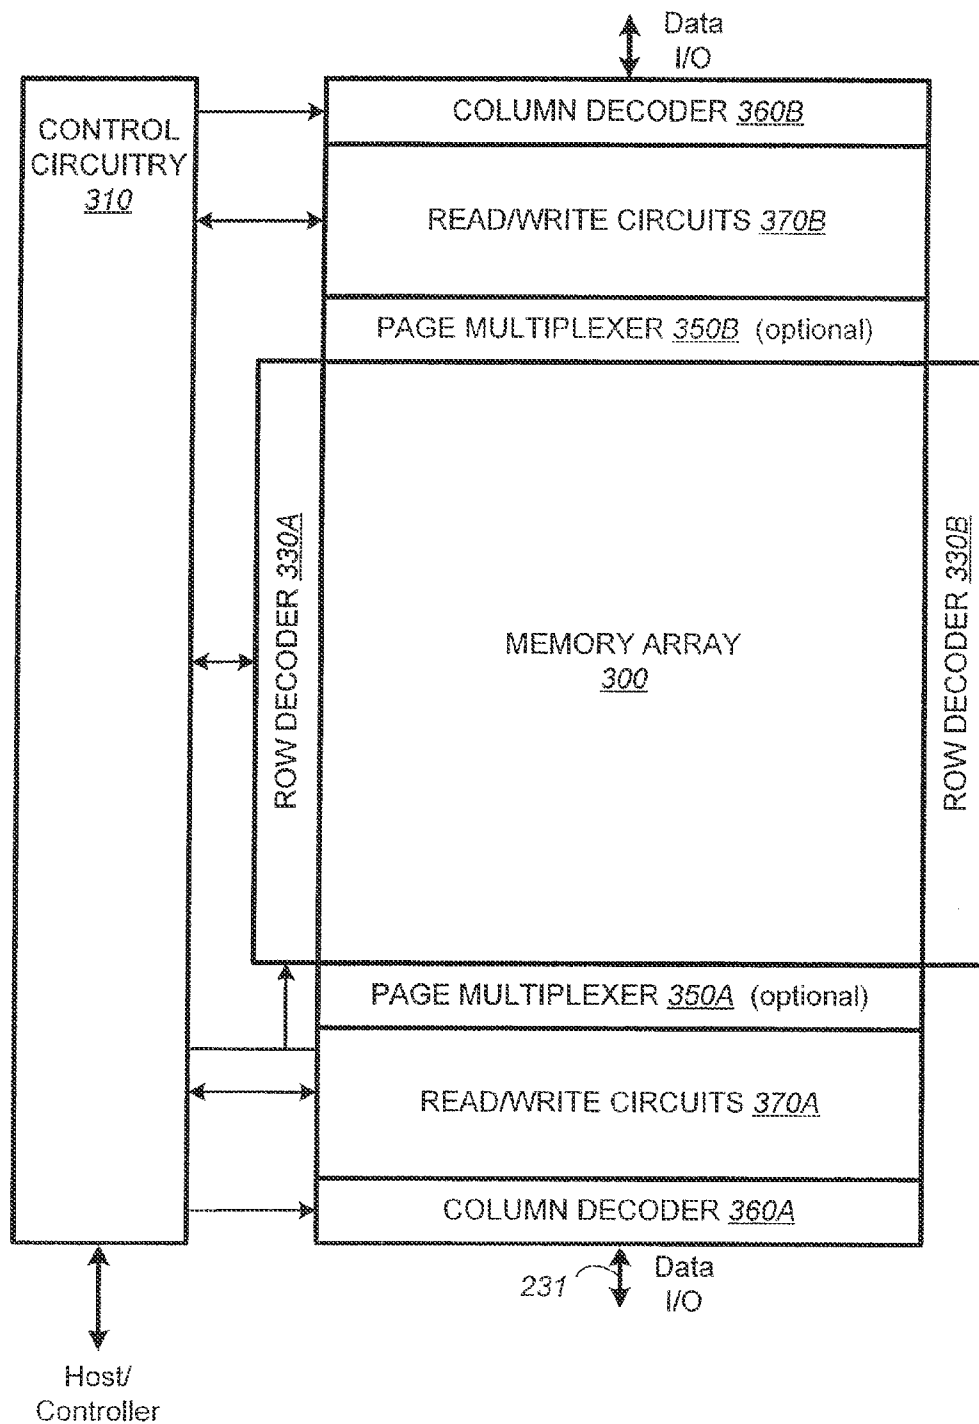 Data
I/O
COLUMN DECODER 360B
CONTROL
CIRCUITRY
310
READ/WRITE CIRCUITS 370B
PAGE MULTIPLEXER 350B (optional)
ROW DECODER 330A
MEMORY ARRAY
300
ROW DECODER 330B
PAGE MULTIPLEXER 350A (optional)
READ/WRITE CIRCUITS 370A
COLUMN DECODER 360A
231
Data
I/O
Host/
Controller